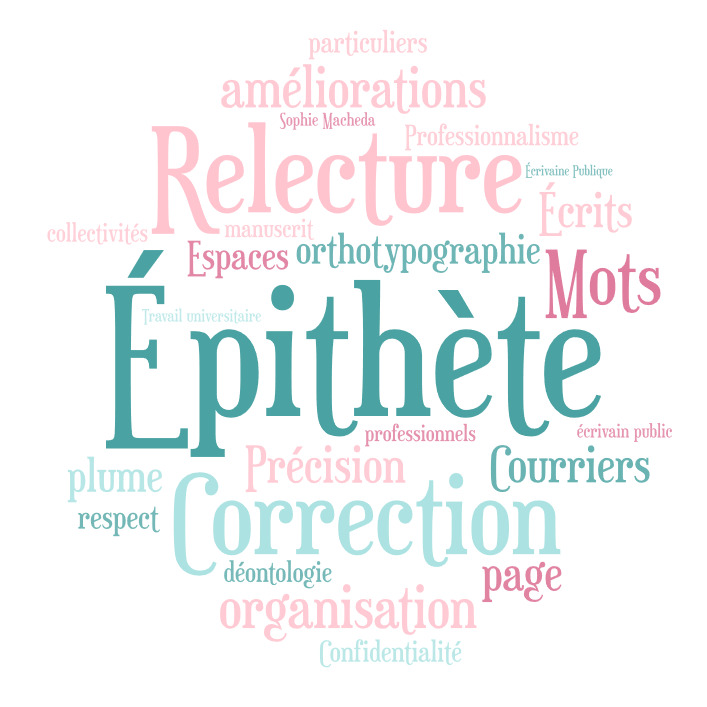 particuliers
améliorations
Sophie Macheda
Professionnalisme
Relecture
Écrivaine Publique
Écrits
collectivités
manuscrit
Espaces
orthotypographie
Mots
Épithète
Travail universitaire
professionnels
écrivain public
Précision
Courriers
plume
Correction
respect
déontologie
page
organisation
Confidentialité